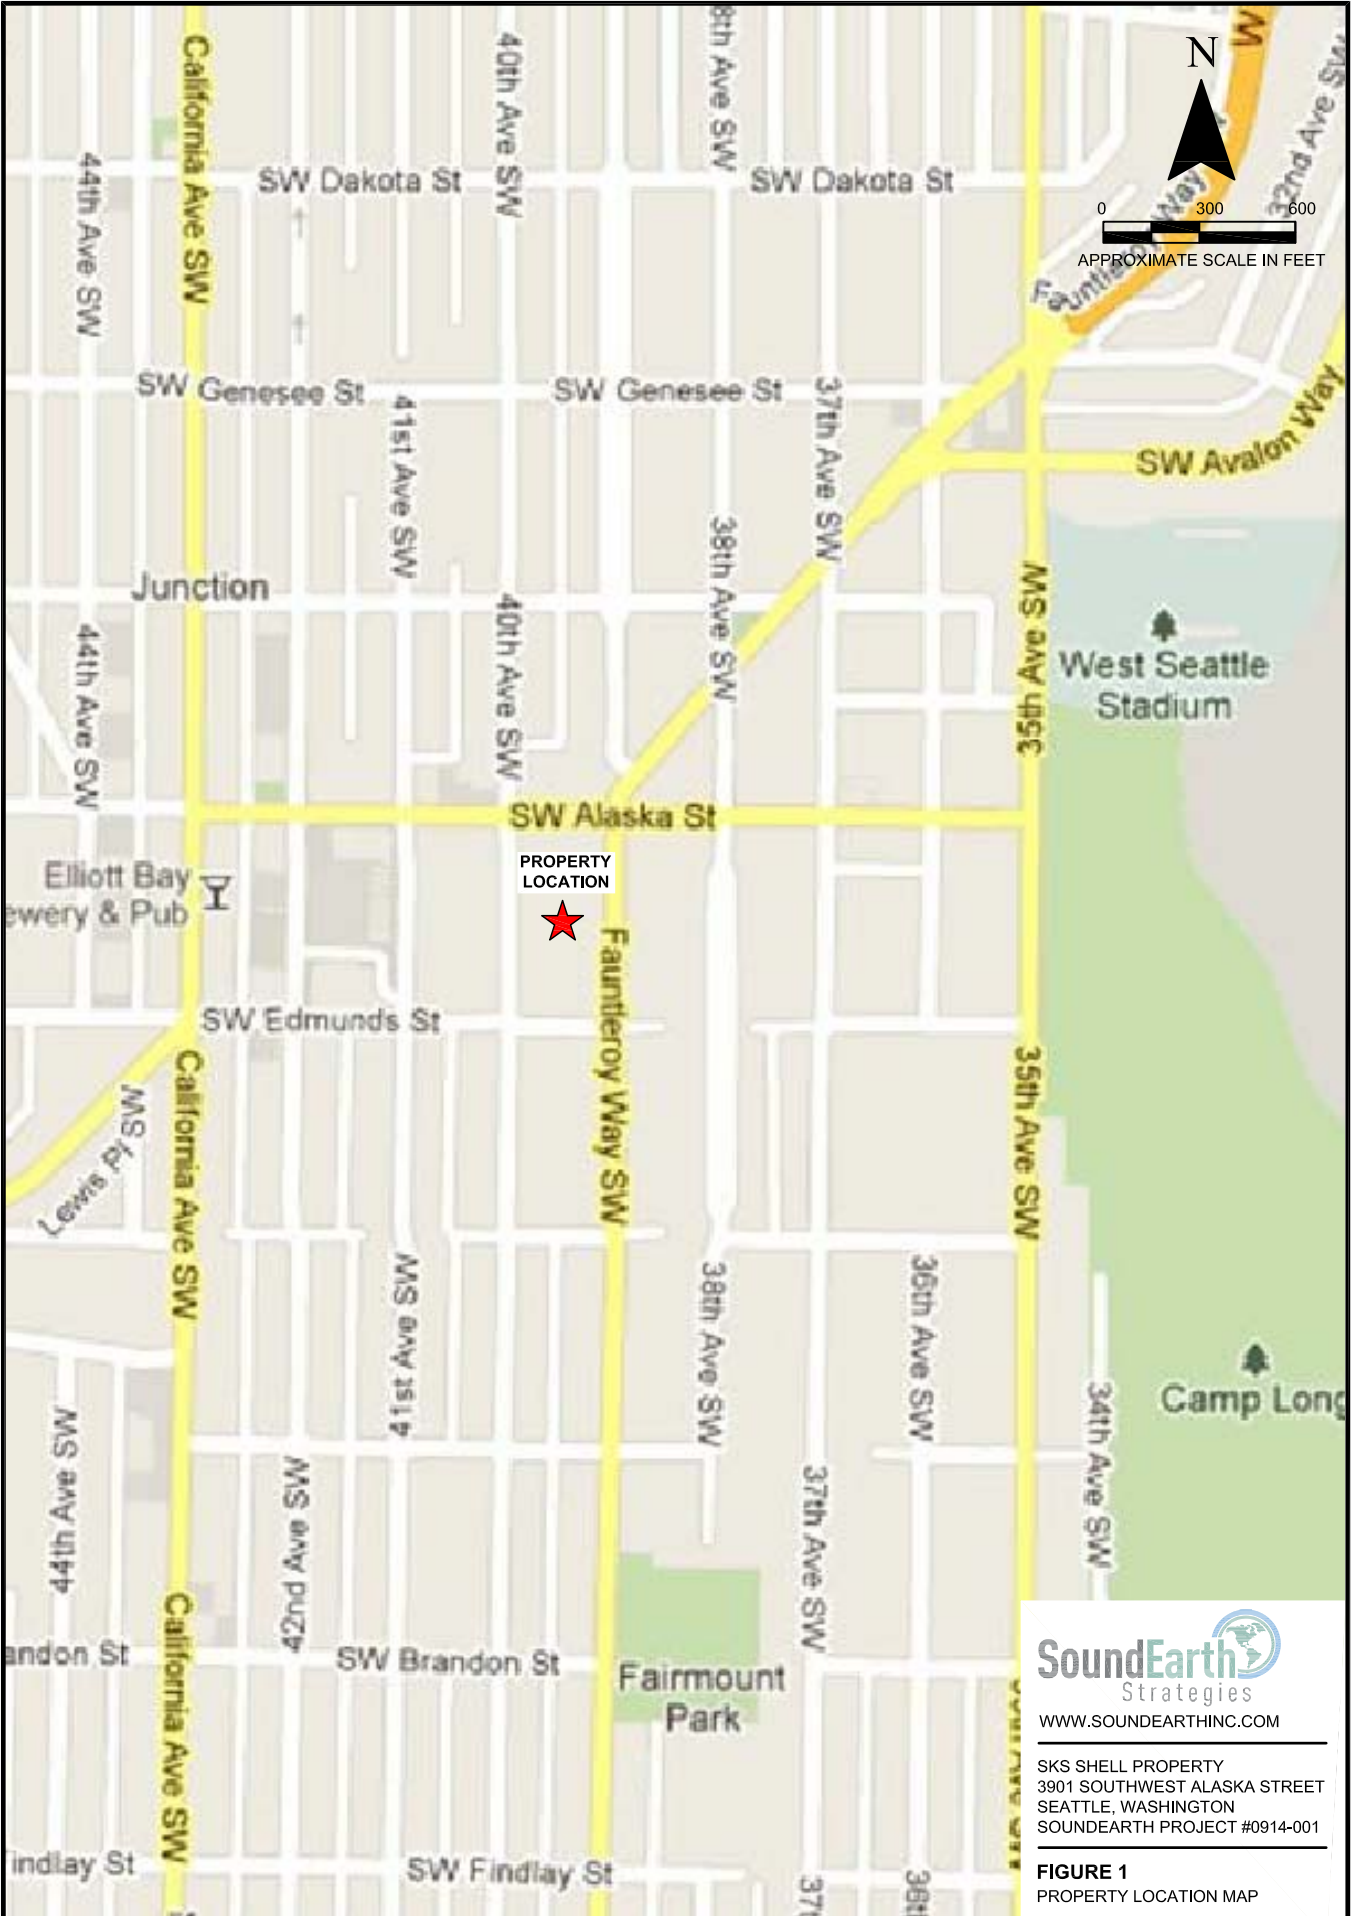 N
0 300 600
APPROXIMATE SCALE IN FEET
California Ave SW
40th Ave SW
8th Ave SW
32nd Ave SW
44th Ave SW
SW Dakota St
SW Dakota St
Fauntleroy Way
SW Genesee St
SW Genesee St
37th Ave SW
41st Ave SW
SW Avalon Way
38th Ave SW
Junction
40th Ave SW
35th Ave SW
44th Ave SW
West Seattle
Stadium
SW Alaska St
PROPERTY
LOCATION
Elliott Bay
ewery & Pub
Fauntleroy Way SW
SW Edmunds St
California Ave SW
35th Ave SW
Lewis Pl SW
41st Ave SW
38th Ave SW
36th Ave SW
Camp Long
34th Ave SW
44th Ave SW
42nd Ave SW
37th Ave SW
California Ave SW
andon St
SW Brandon St
Fairmount
Park
indlay St
SW Findlay St
37t
36t
SoundEarth
Strategies
WWW.SOUNDEARTHINC.COM
SKS SHELL PROPERTY
3901 SOUTHWEST ALASKA STREET
SEATTLE, WASHINGTON
SOUNDEARTH PROJECT #0914-001
FIGURE 1
PROPERTY LOCATION MAP